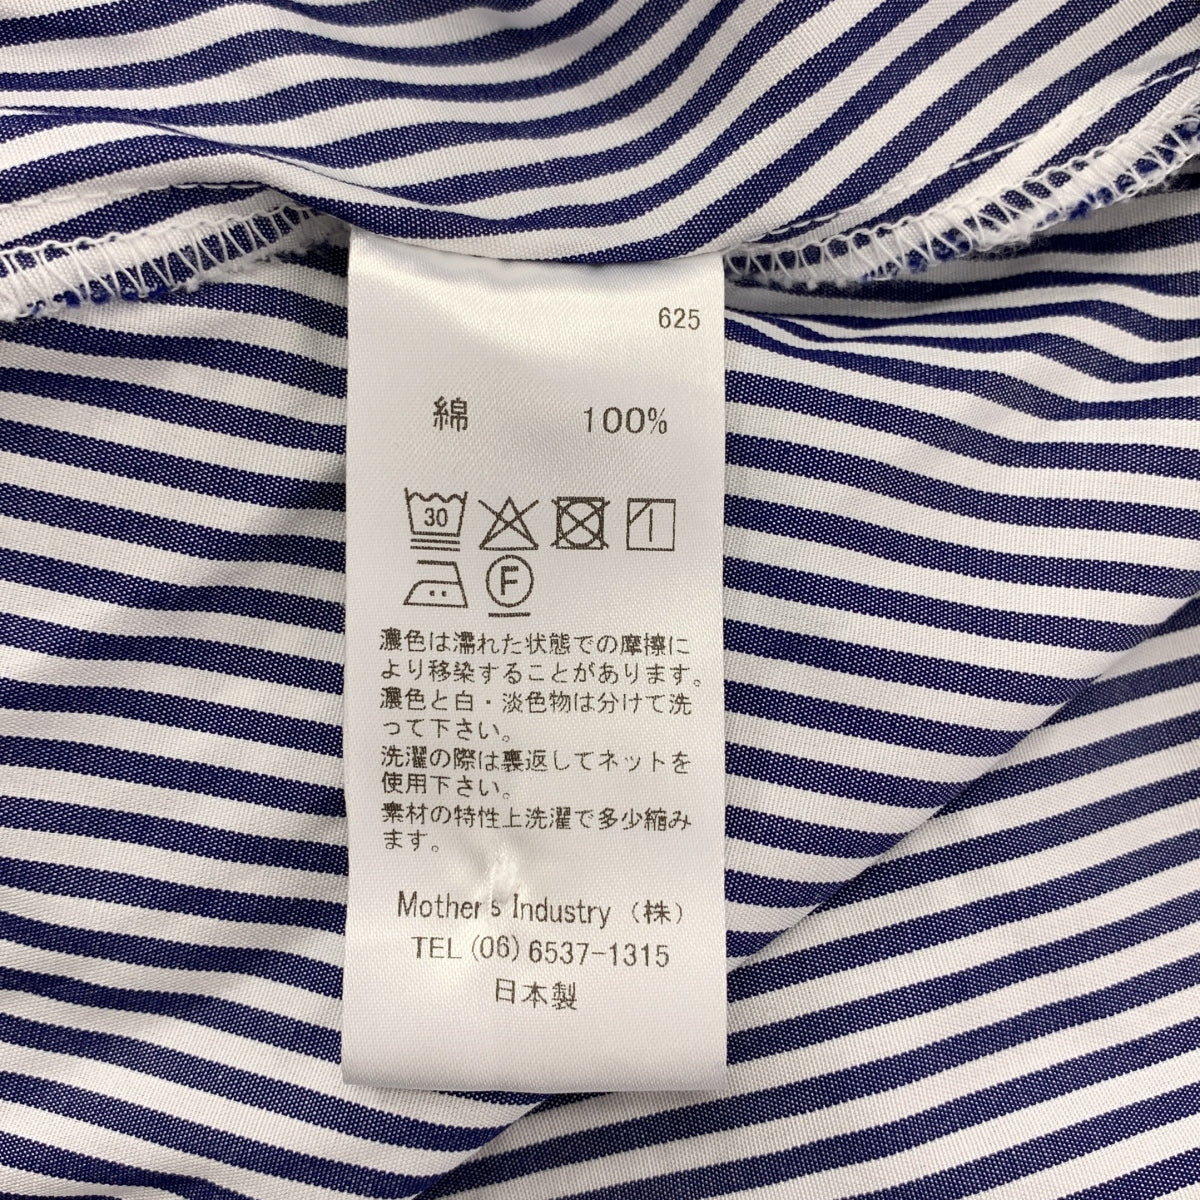 625
綿 100%
30
F
濃色は濡れた状態での摩擦に
より移染することがあります。
濃色と白・淡色物は分けて洗
って下さい。
洗濯の際は裏返してネットを
使用下さい。
素材の特性上洗濯で多少縮み
ます。
Mother's Industry (株)
TEL(06)6537-1315
日本製